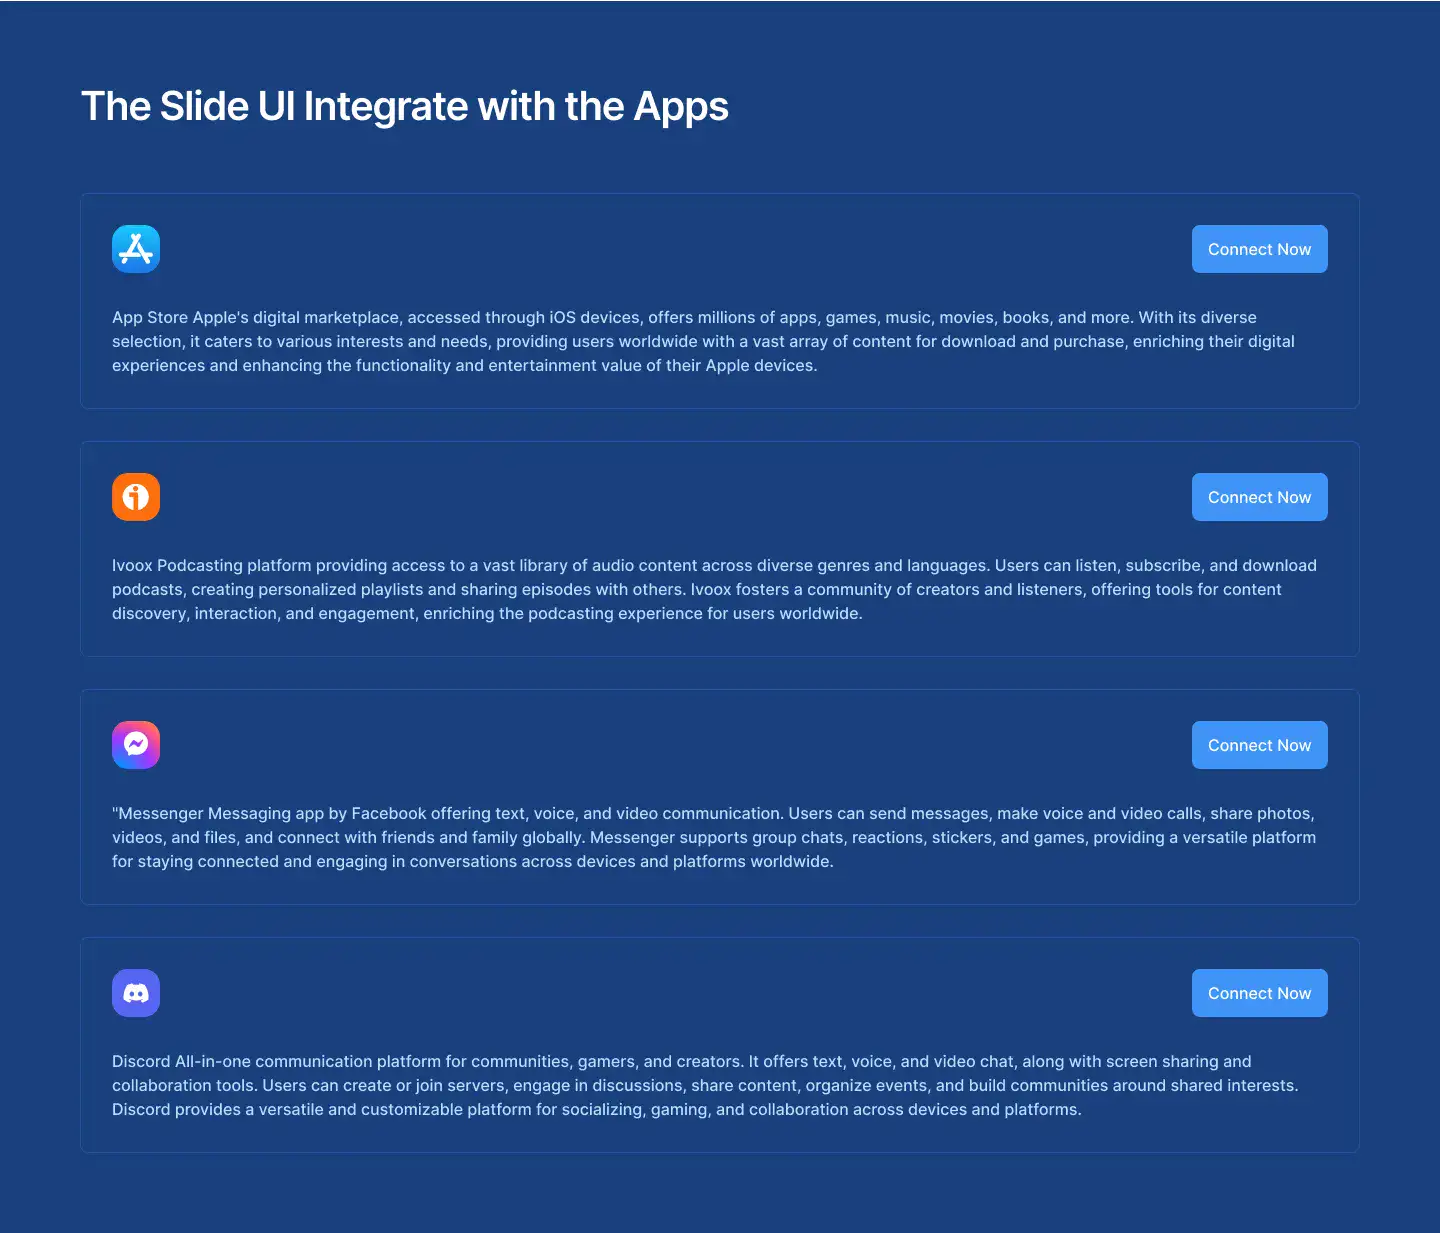 The Slide UI Integrate with the Apps
Connect Now
App Store Apple's digital marketplace, accessed through iOS devices, offers millions of apps, games, music, movies, books, and more. With its diverse
selection, it caters to various interests and needs, providing users worldwide with a vast array of content for download and purchase, enriching their digital
experiences and enhancing the functionality and entertainment value of their Apple devices.
Connect Now
Ivoox Podcasting platform providing access to a vast library of audio content across diverse genres and languages. Users can listen, subscribe, and download
podcasts, creating personalized playlists and sharing episodes with others. Ivoox fosters a community of creators and listeners, offering tools for content
discovery, interaction, and engagement, enriching the podcasting experience for users worldwide.
Connect Now
"Messenger Messaging app by Facebook offering text, voice, and video communication. Users can send messages, make voice and video calls, share photos,
videos, and files, and connect with friends and family globally. Messenger supports group chats, reactions, stickers, and games, providing a versatile platform
for staying connected and engaging in conversations across devices and platforms worldwide.
Connect Now
Discord All-in-one communication platform for communities, gamers, and creators. It offers text, voice, and video chat, along with screen sharing and
collaboration tools. Users can create or join servers, engage in discussions, share content, organize events, and build communities around shared interests.
Discord provides a versatile and customizable platform for socializing, gaming, and collaboration across devices and platforms.